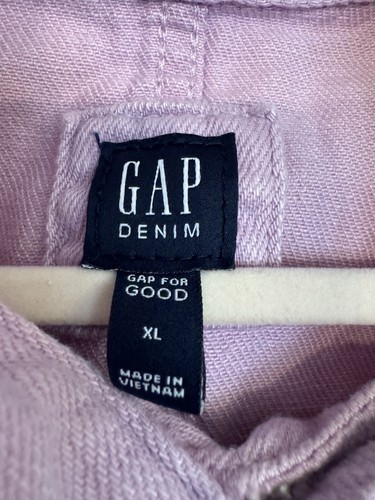 GAP
DENIM
GAP FOR
GOOD
XL
MADE IN
VIETNAM